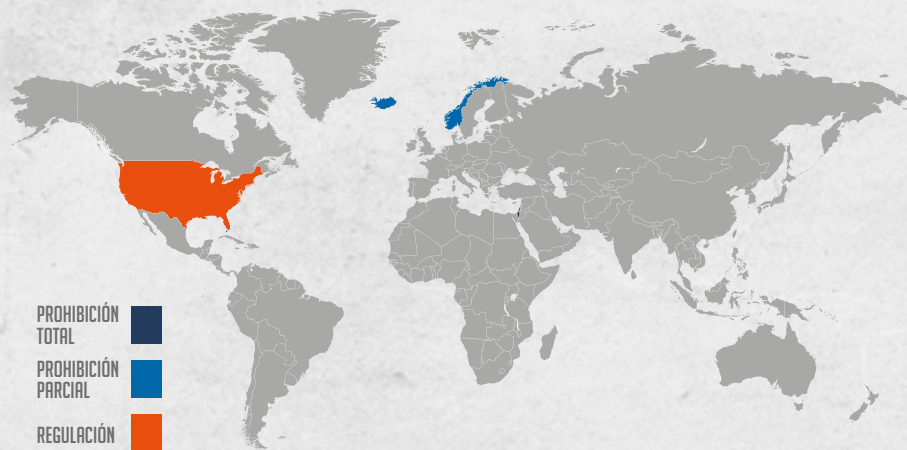 PROHIBICIÓN
TOTAL
PROHIBICIÓN
PARCIAL
REGULACIÓN